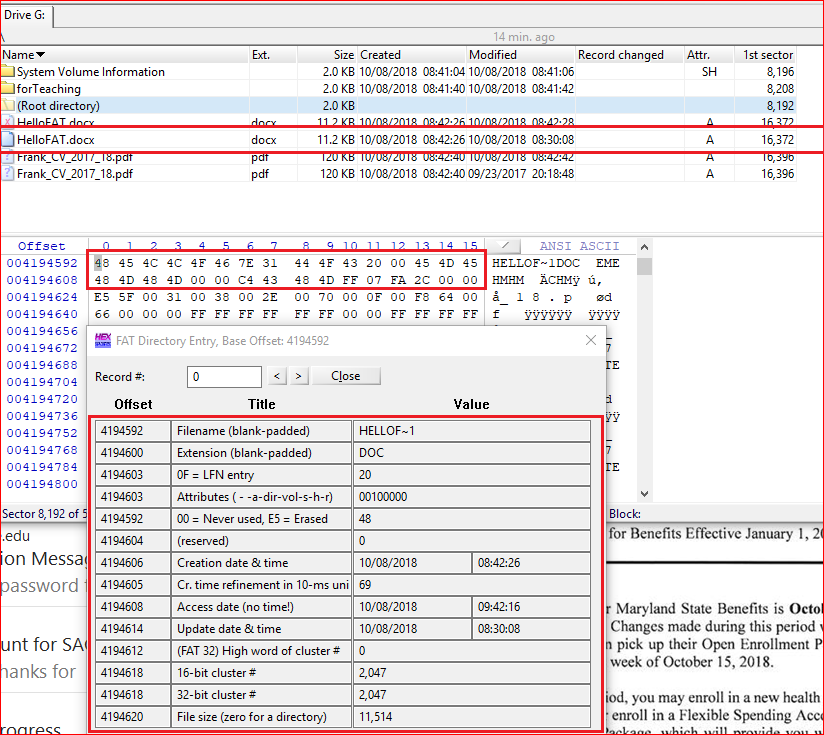 Drive G:
\ 14 min. ago
Name Ext. Size Created Modified Record changed Attr. 1st sector
System Volume Information 2.0 KB 10/08/2018 08:41:04 10/08/2018 08:41:06 SH 8,196
forTeaching 2.0 KB 10/08/2018 08:41:40 10/08/2018 08:41:42 8,208
(Root directory) 2.0 KB 8,192
HelloFAT.docx docx 11.2 KB 10/08/2018 08:42:26 10/08/2018 08:42:28 A 16,372
HelloFAT.docx docx 11.2 KB 10/08/2018 08:42:26 10/08/2018 08:30:08 A 16,372
Frank_CV_2017_18.pdf pdf 120 KB 10/08/2018 08:42:40 10/08/2018 08:42:42 A 16,396
Frank_CV_2017_18.pdf pdf 120 KB 10/08/2018 08:42:40 09/23/2017 20:18:48 A 16,396
Offset 0 1 2 3 4 5 6 7 8 9 10 11 12 13 14 15 ANSI ASCII
004194592 48 45 4C 4C 4F 46 7E 31 44 4F 43 20 00 45 4D 45 HELLOF~1DOC EME
004194608 48 4D 48 4D 00 00 C4 43 48 4D FF 07 FA 2C 00 00 HMHM ÄCHMÿ ú,
004194624 E5 5F 00 31 00 38 00 2E 00 70 00 0F 00 F8 64 00 å_ 1 8 . p ød
004194640 66 00 00 00 FF FF FF FF FF FF 00 00 FF FF FF FF f ÿÿÿÿÿÿ ÿÿÿÿ
004194656
004194672
004194688
004194704
004194720
004194736
004194752
004194768
004194784
004194800
FAT Directory Entry, Base Offset: 4194592
Record #: 0 < > Close
Offset Title Value
4194592 Filename (blank-padded) HELLOF~1
4194600 Extension (blank-padded) DOC
4194603 0F = LFN entry 20
4194603 Attributes ( - -a-dir-vol-s-h-r) 00100000
4194592 00 = Never used, E5 = Erased 48
4194604 (reserved) 0
4194606 Creation date & time 10/08/2018 08:42:26
4194605 Cr. time refinement in 10-ms uni 69
4194608 Access date (no time!) 10/08/2018 09:42:16
4194614 Update date & time 10/08/2018 08:30:08
4194612 (FAT 32) High word of cluster # 0
4194618 16-bit cluster # 2,047
4194618 32-bit cluster # 2,047
4194620 File size (zero for a directory) 11,514
Sector 8,192 of 5 Block:
.edu
ion Messag
password f
unt for SA
hanks for
rogress
for Benefits Effective January 1, 20
r Maryland State Benefits is Octo
Changes made during this period w
n pick up their Open Enrollment P
week of October 15, 2018.
iod, you may enroll in a new health
r enroll in a Flexible Spending Acco
Package, which will provide you w